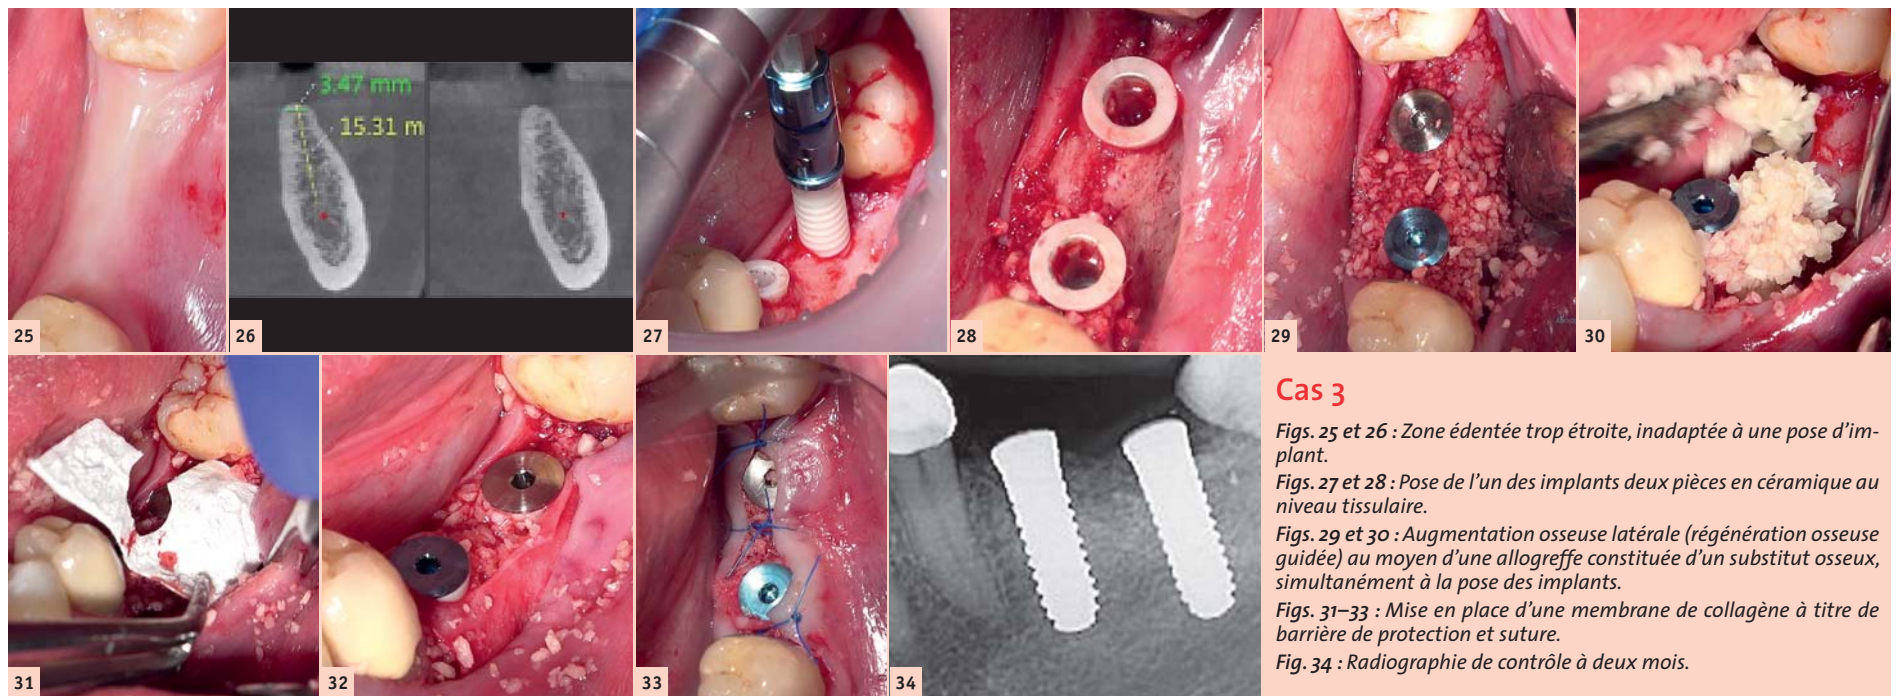 3.47 mm
15.31 m
25
26
27
28
29
30
31
32
33
34
Cas 3
Figs. 25 et 26 : Zone édentée trop étroite, inadaptée à une pose d’im-
plant.
Figs. 27 et 28 : Pose de l’un des implants deux pièces en céramique au
niveau tissulaire.
Figs. 29 et 30 : Augmentation osseuse latérale (régénération osseuse
guidée) au moyen d’une allogreffe constituée d’un substitut osseux,
simultanément à la pose des implants.
Figs. 31–33 : Mise en place d’une membrane de collagène à titre de
barrière de protection et suture.
Fig. 34 : Radiographie de contrôle à deux mois.